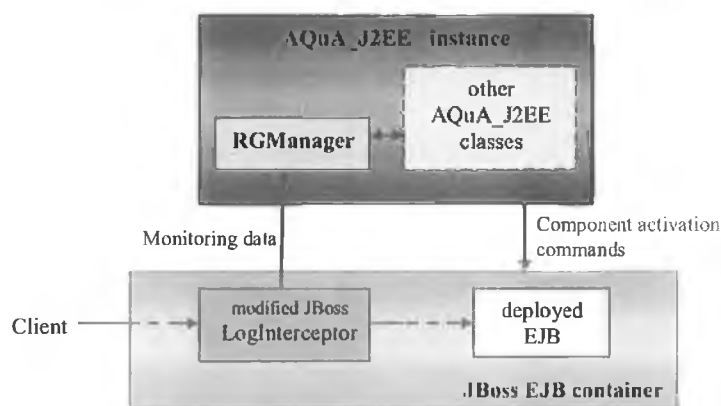 AQuA_J2EE instance
other
AQuA_J2EE
classes
RGManager
Monitoring data
Component activation
commands
Client
modified JBoss
LogInterceptor
deployed
EJB
JBoss EJB container